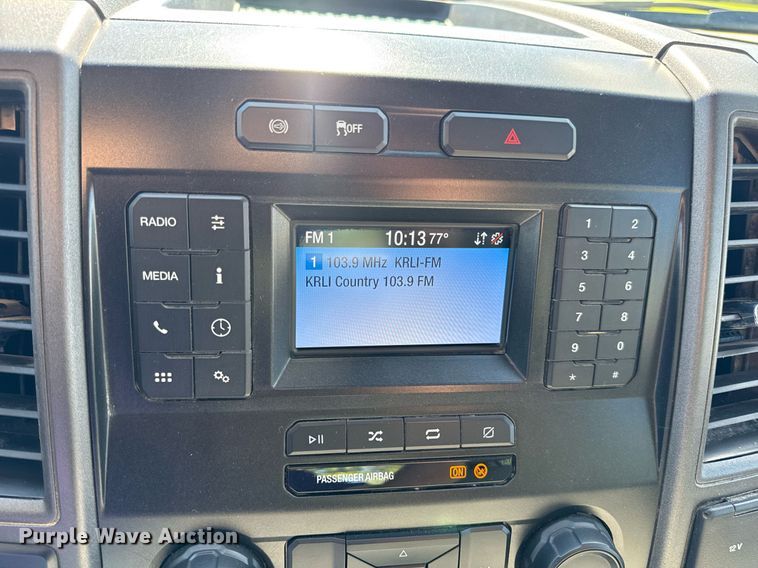 OFF
RADIO
MEDIA
FM 1 10:13 77°
1 103.9 MHz KRLI-FM
KRLI Country 103.9 FM
1 2
3 4
5 6
7 8
9 0
* #
PASSENGER AIRBAG ON
12V
Purple Wave Auction